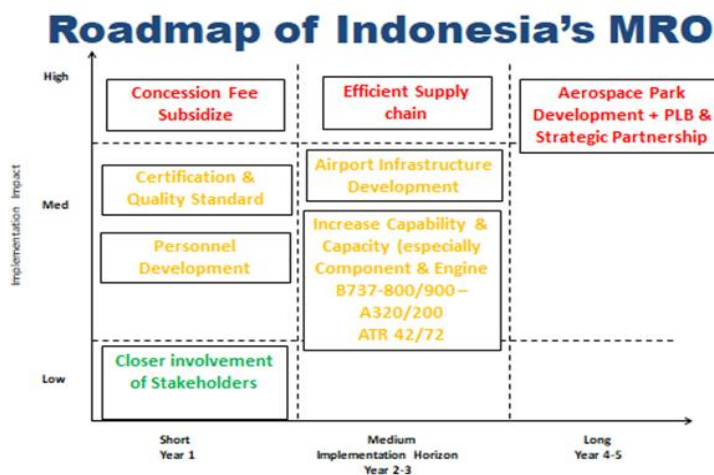 Roadmap of Indonesia's MRO
High
Concession Fee
Subsidize
Efficient Supply
chain
Aerospace Park
Development + PLB &
Strategic Partnership
Implementation Impact
Med
Certification &
Quality Standard
Airport Infrastructure
Development
Personnel
Development
Increase Capability &
Capacity (especially
Component & Engine
B737-800/900 –
A320/200
ATR 42/72
Low
Closer involvement
of Stakeholders
Short
Year 1
Medium
Implementation Horizon
Year 2-3
Long
Year 4-5